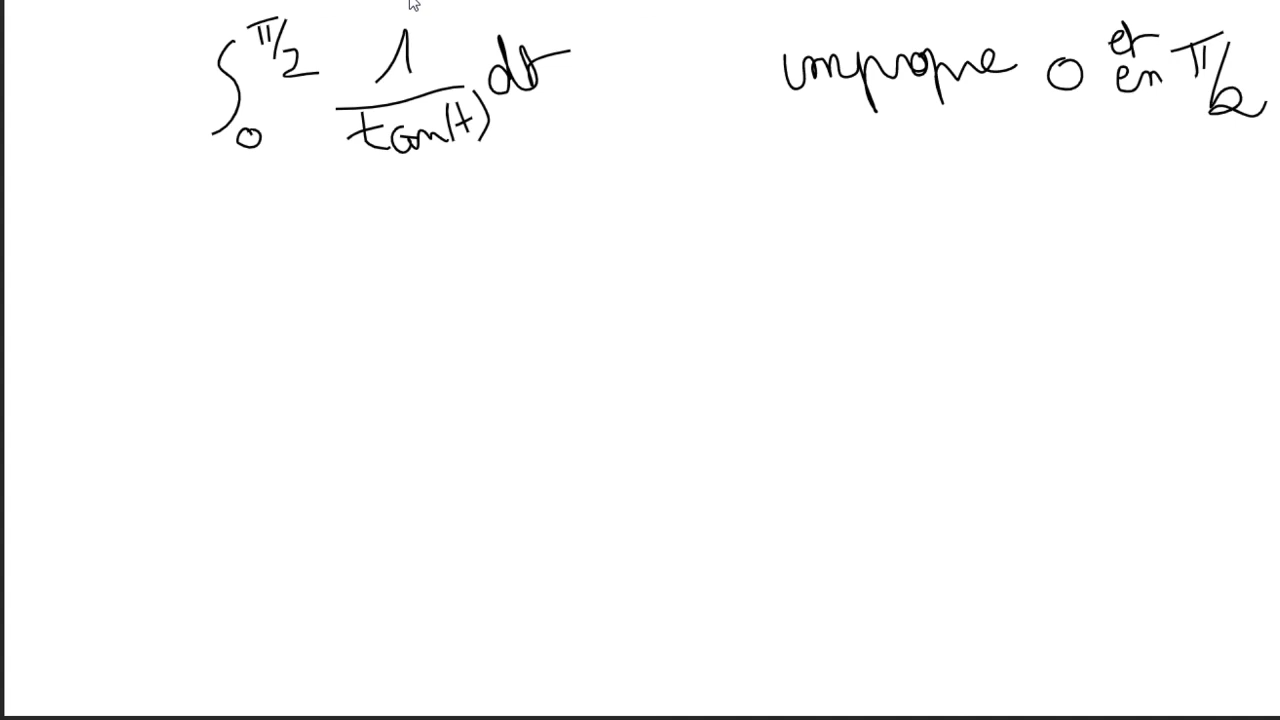 ∫₀^{π/2} 1/tan(t) dt impropre 0 et en π/2